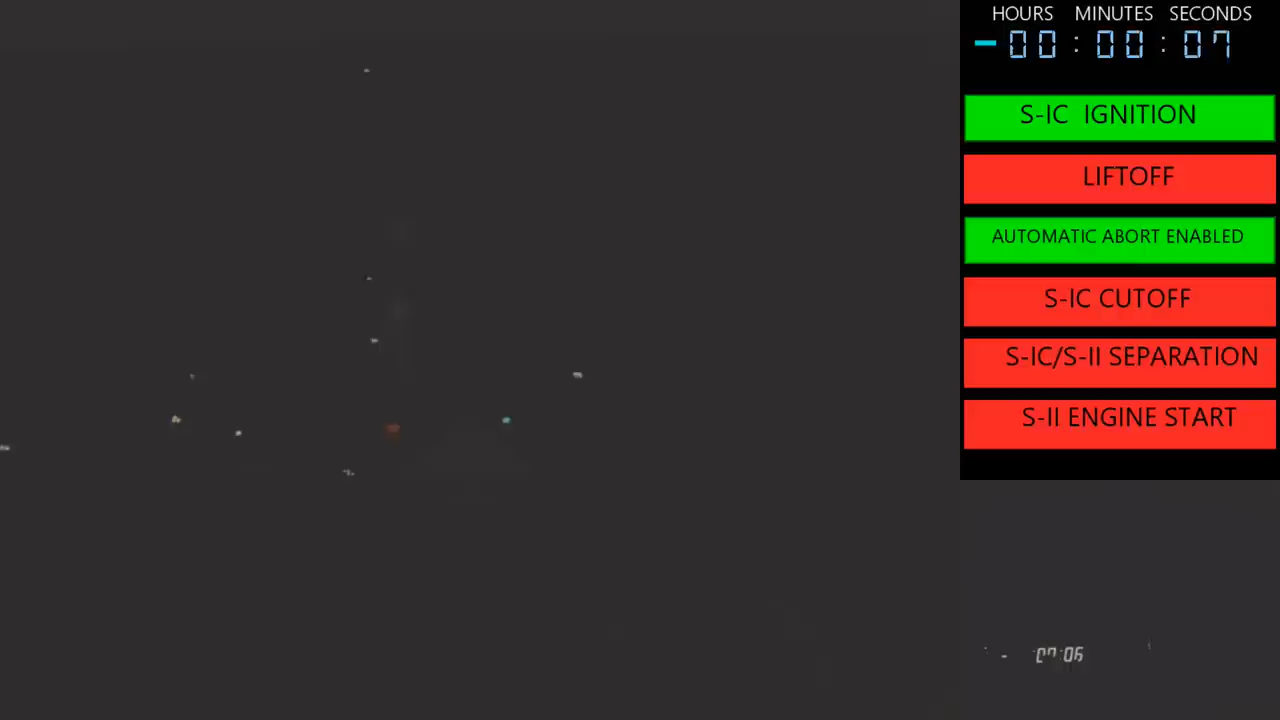 HOURS MINUTES SECONDS
-00:00:07
S-IC IGNITION
LIFTOFF
AUTOMATIC ABORT ENABLED
S-IC CUTOFF
S-IC/S-II SEPARATION
S-II ENGINE START